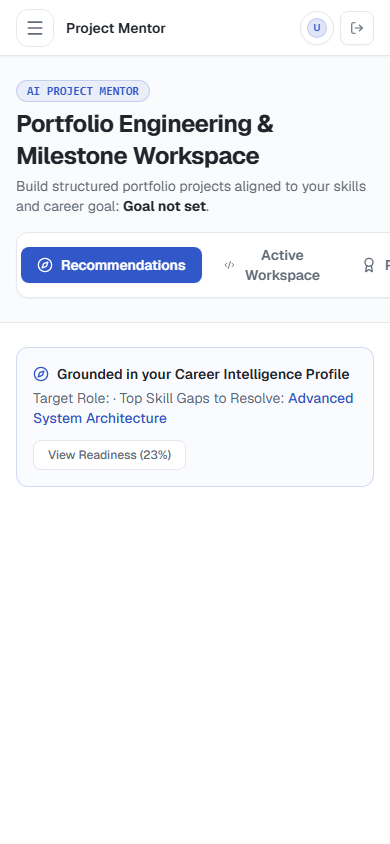 Project Mentor
U
AI PROJECT MENTOR
Portfolio Engineering &
Milestone Workspace
Build structured portfolio projects aligned to your skills
and career goal: Goal not set.
Recommendations
Active
Workspace
Grounded in your Career Intelligence Profile
Target Role: · Top Skill Gaps to Resolve: Advanced
System Architecture
View Readiness (23%)